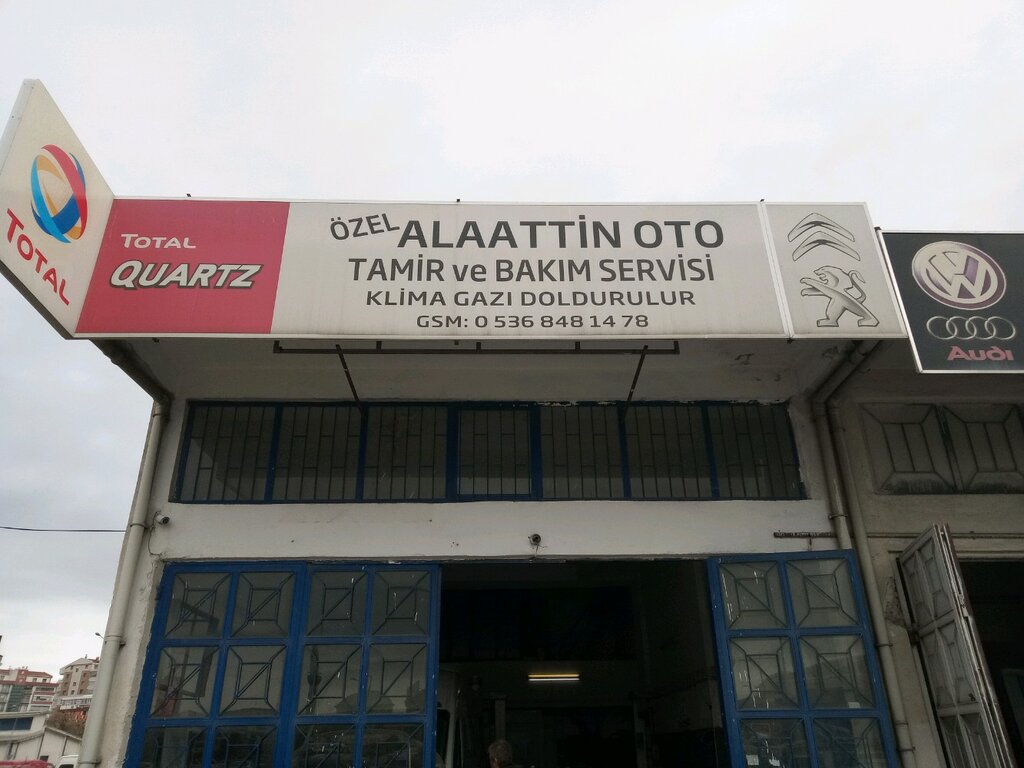 TOTAL
TOTAL
QUARTZ
ÖZEL ALAATTİN OTO
TAMİR ve BAKIM SERVİSİ
KLİMA GAZI DOLDURULUR
GSM: 0 536 848 14 78
Audi